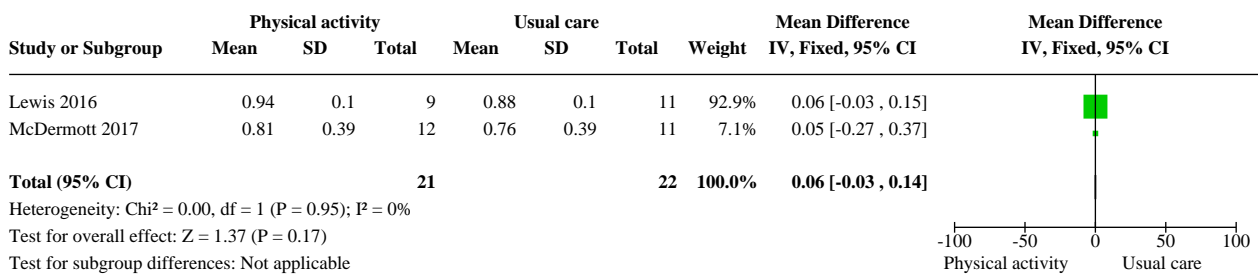 Physical activity Usual care Mean Difference Mean Difference
Study or Subgroup Mean SD Total Mean SD Total Weight IV, Fixed, 95% CI IV, Fixed, 95% CI
Lewis 2016 0.94 0.1 9 0.88 0.1 11 92.9% 0.06 [-0.03 , 0.15]
McDermott 2017 0.81 0.39 12 0.76 0.39 11 7.1% 0.05 [-0.27 , 0.37]
Total (95% CI) 21 22 100.0% 0.06 [-0.03 , 0.14]
Heterogeneity: Chi² = 0.00, df = 1 (P = 0.95); I² = 0%
Test for overall effect: Z = 1.37 (P = 0.17)
Test for subgroup differences: Not applicable
-100 -50 0 50 100
Physical activity Usual care